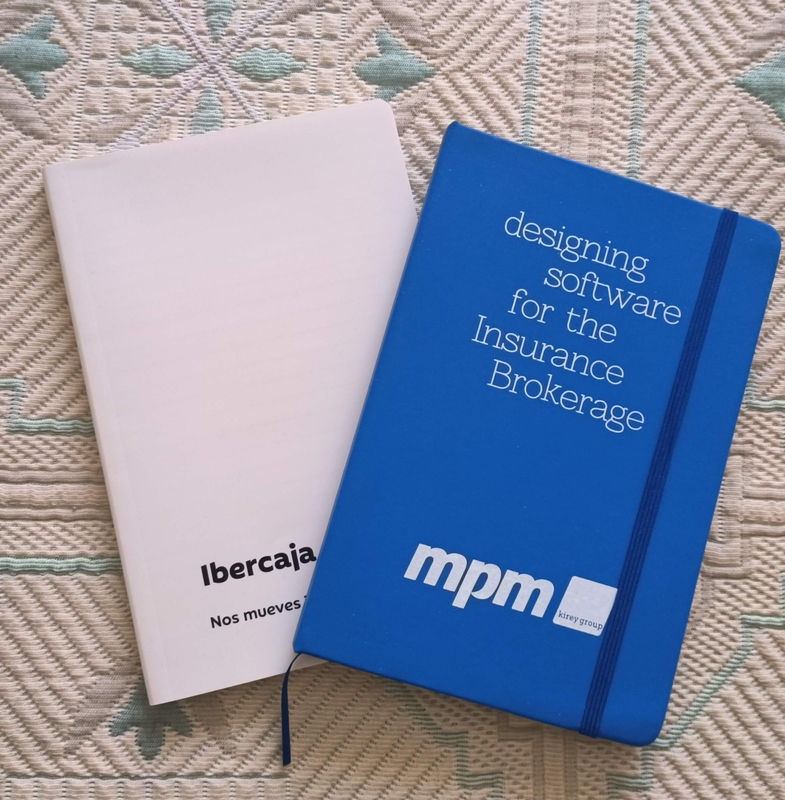 designing
software
for the
Insurance
Brokerage
mpm
kirey group
Ibercaja
Nos mueves